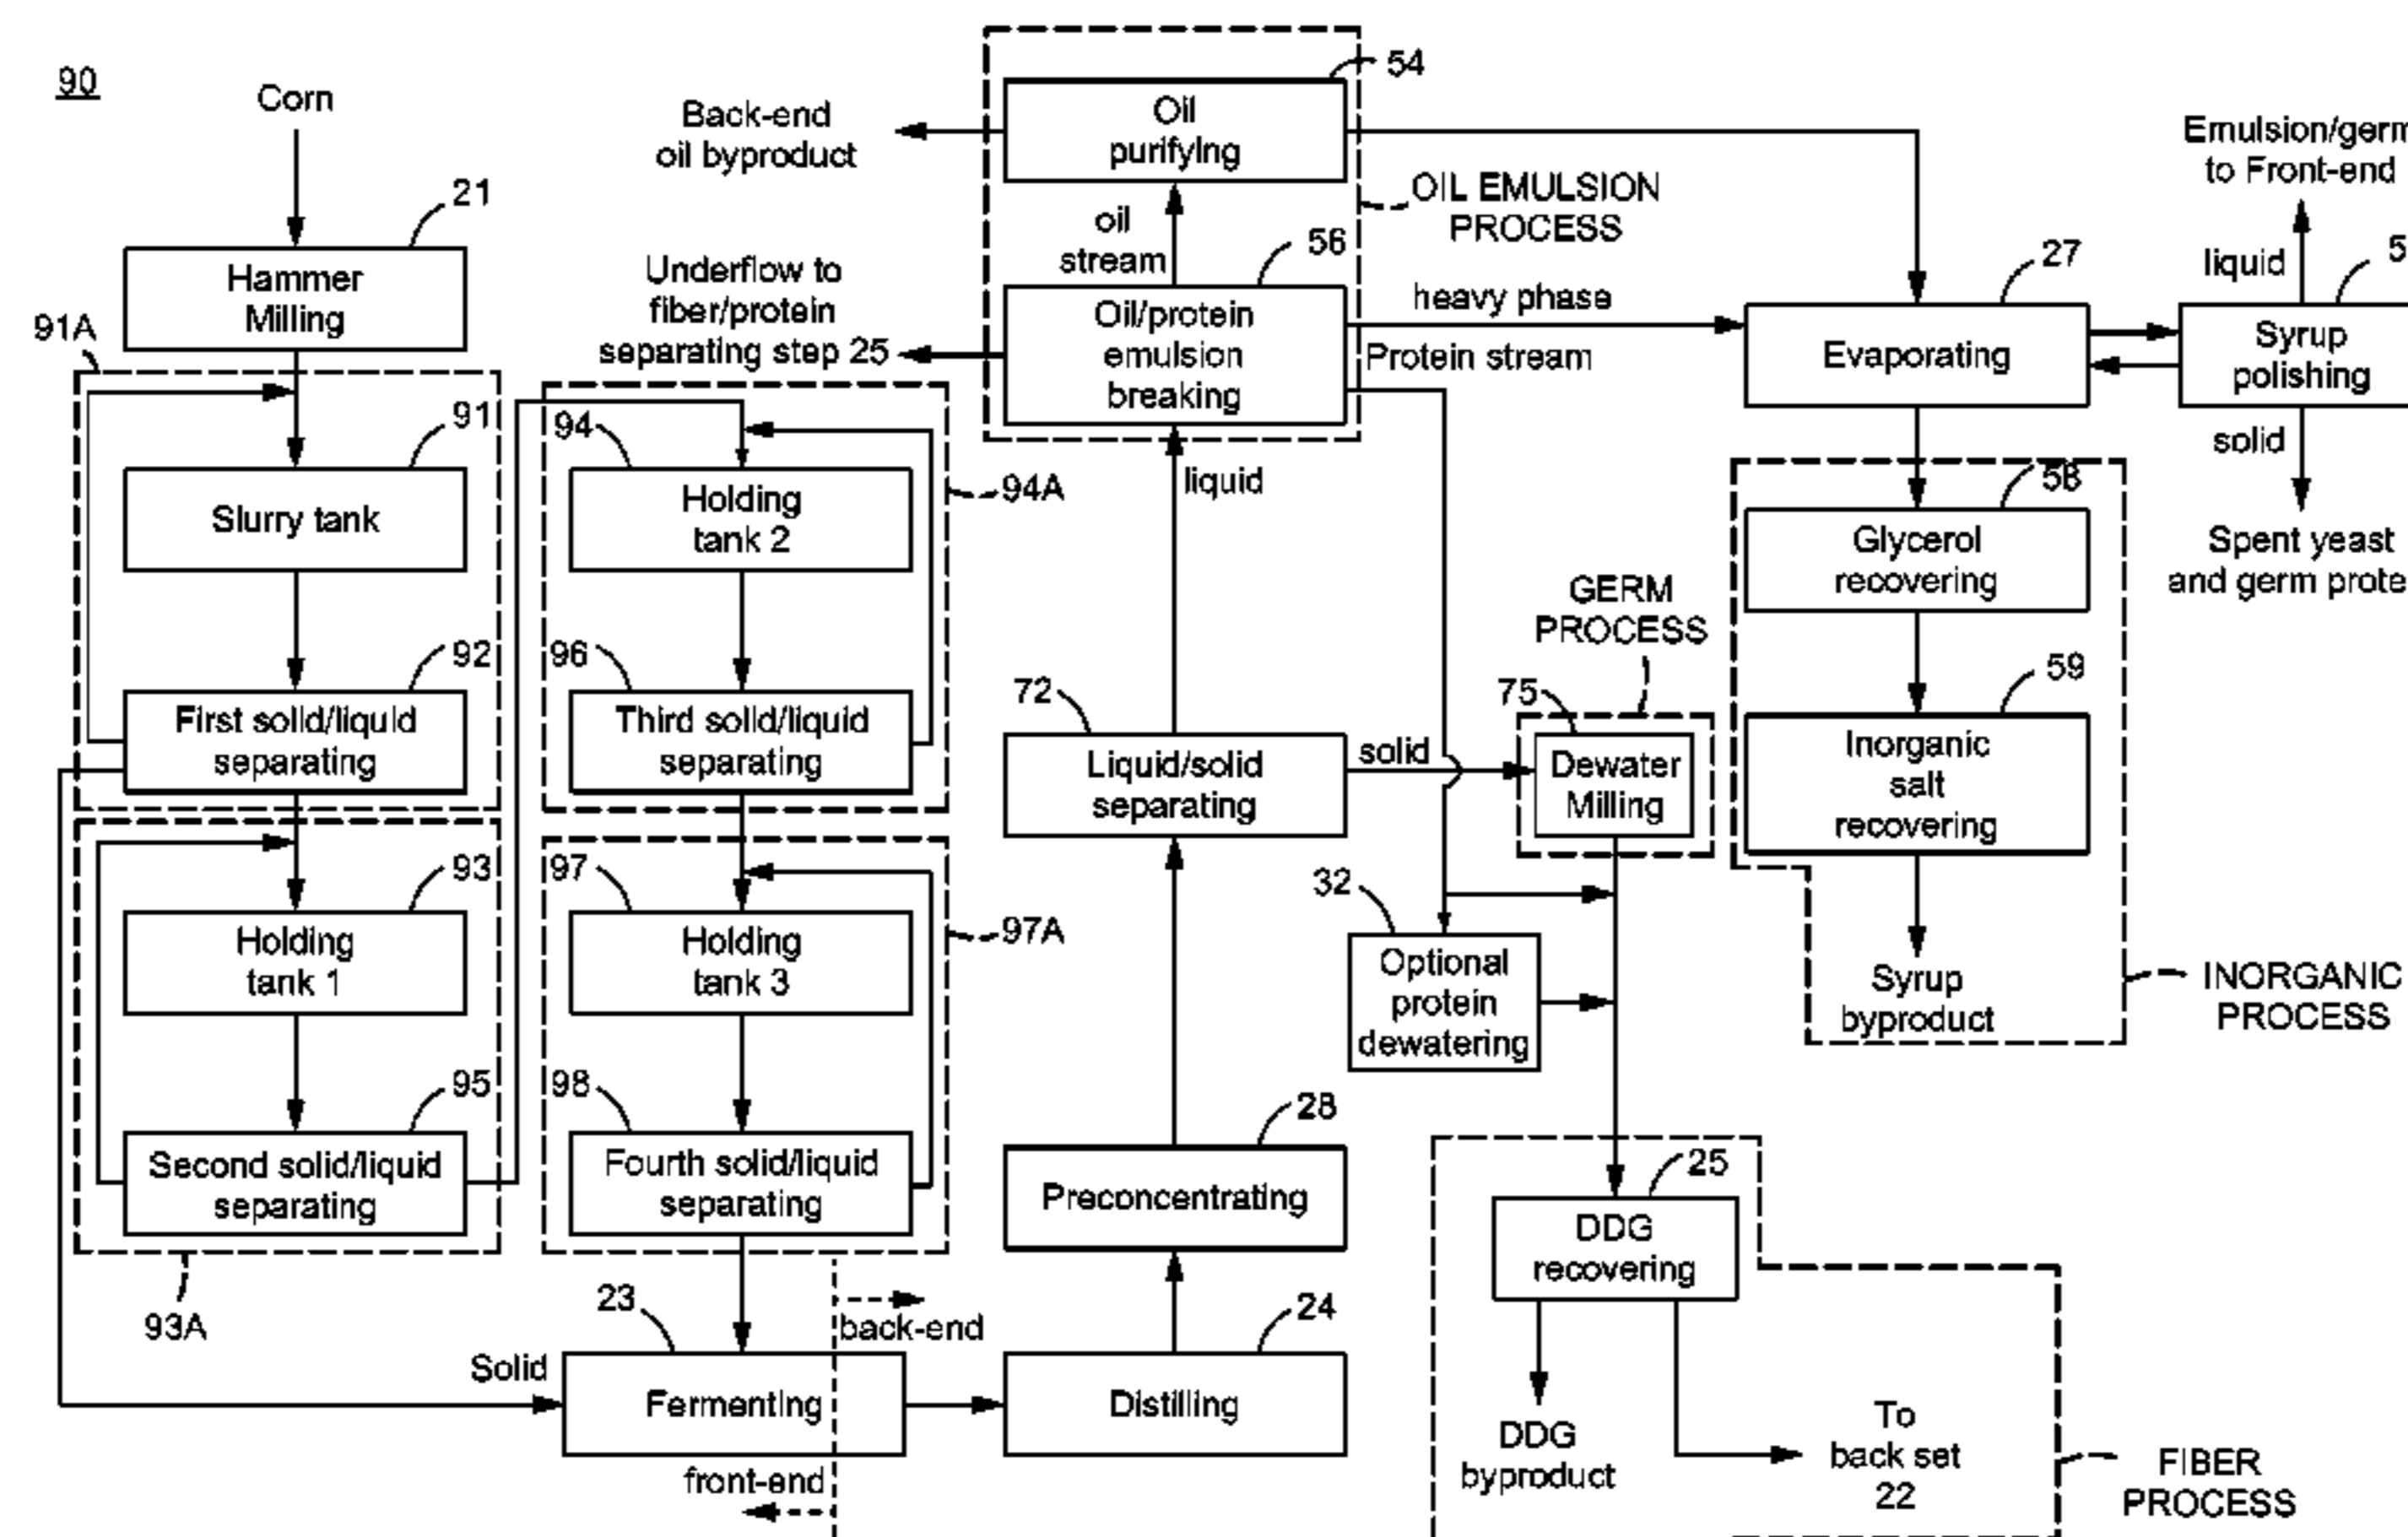 90
Corn
21
Hammer
Milling
91A
91
Slurry tank
92
First solid/liquid
separating
93
Holding
tank 1
95
Second solid/liquid
separating
93A
94
Holding
tank 2
94A
96
Third solid/liquid
separating
97
Holding
tank 3
97A
98
Fourth solid/liquid
separating
23
Solid
Fermenting
back-end
front-end
24
Distilling
28
Preconcentrating
72
Liquid/solid
separating
liquid
solid
Underflow to
fiber/protein
separating step 25
56
Oil/protein
emulsion
breaking
oil
stream
54
Oil
purifying
Back-end
oil byproduct
OIL EMULSION
PROCESS
heavy phase
Protein stream
GERM
PROCESS
75
Dewater
Milling
32
Optional
protein
dewatering
25
DDG
recovering
DDG
byproduct
To
back set
22
FIBER
PROCESS
27
Evaporating
58
Glycerol
recovering
59
Inorganic
salt
recovering
Syrup
byproduct
INORGANIC
PROCESS
Emulsion/germ
to Front-end
liquid
Syrup
polishing
solid
Spent yeast
and germ